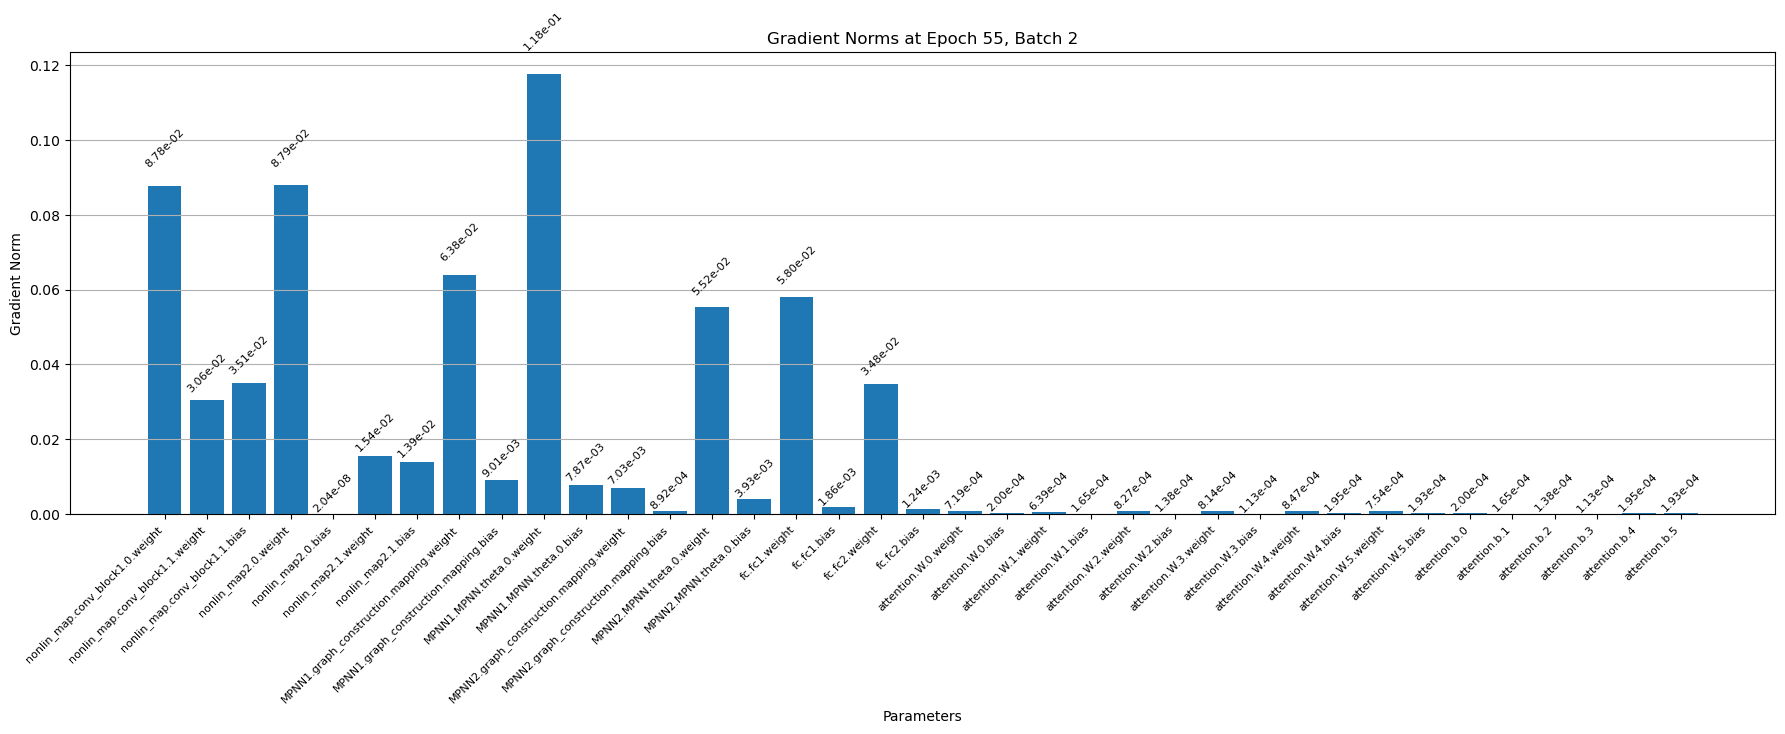 Gradient Norms at Epoch 55, Batch 2
Gradient Norm
0.12
0.10
0.08
0.06
0.04
0.02
0.00
8.78e-02
3.06e-02
3.51e-02
8.79e-02
2.04e-08
1.54e-02
1.39e-02
6.38e-02
9.01e-03
1.18e-01
7.87e-03
7.03e-03
8.92e-04
5.52e-02
3.93e-03
5.80e-02
1.86e-03
3.48e-02
1.24e-03
7.19e-04
2.00e-04
6.39e-04
1.65e-04
8.27e-04
1.38e-04
8.14e-04
1.13e-04
8.47e-04
1.95e-04
7.54e-04
1.93e-04
2.00e-04
1.65e-04
1.38e-04
1.13e-04
1.95e-04
1.93e-04
nonlin_map.conv_block1.0.weight
nonlin_map.conv_block1.1.weight
nonlin_map.conv_block1.1.bias
nonlin_map2.0.weight
nonlin_map2.0.bias
nonlin_map2.1.weight
nonlin_map2.1.bias
MPNN1.graph_construction.mapping.weight
MPNN1.graph_construction.mapping.bias
MPNN1.MPNN.theta.0.weight
MPNN1.MPNN.theta.0.bias
MPNN2.graph_construction.mapping.weight
MPNN2.graph_construction.mapping.bias
MPNN2.MPNN.theta.0.weight
MPNN2.MPNN.theta.0.bias
fc.fc1.weight
fc.fc1.bias
fc.fc2.weight
fc.fc2.bias
attention.W.0.weight
attention.W.0.bias
attention.W.1.weight
attention.W.1.bias
attention.W.2.weight
attention.W.2.bias
attention.W.3.weight
attention.W.3.bias
attention.W.4.weight
attention.W.4.bias
attention.W.5.weight
attention.W.5.bias
attention.b.0
attention.b.1
attention.b.2
attention.b.3
attention.b.4
attention.b.5
Parameters